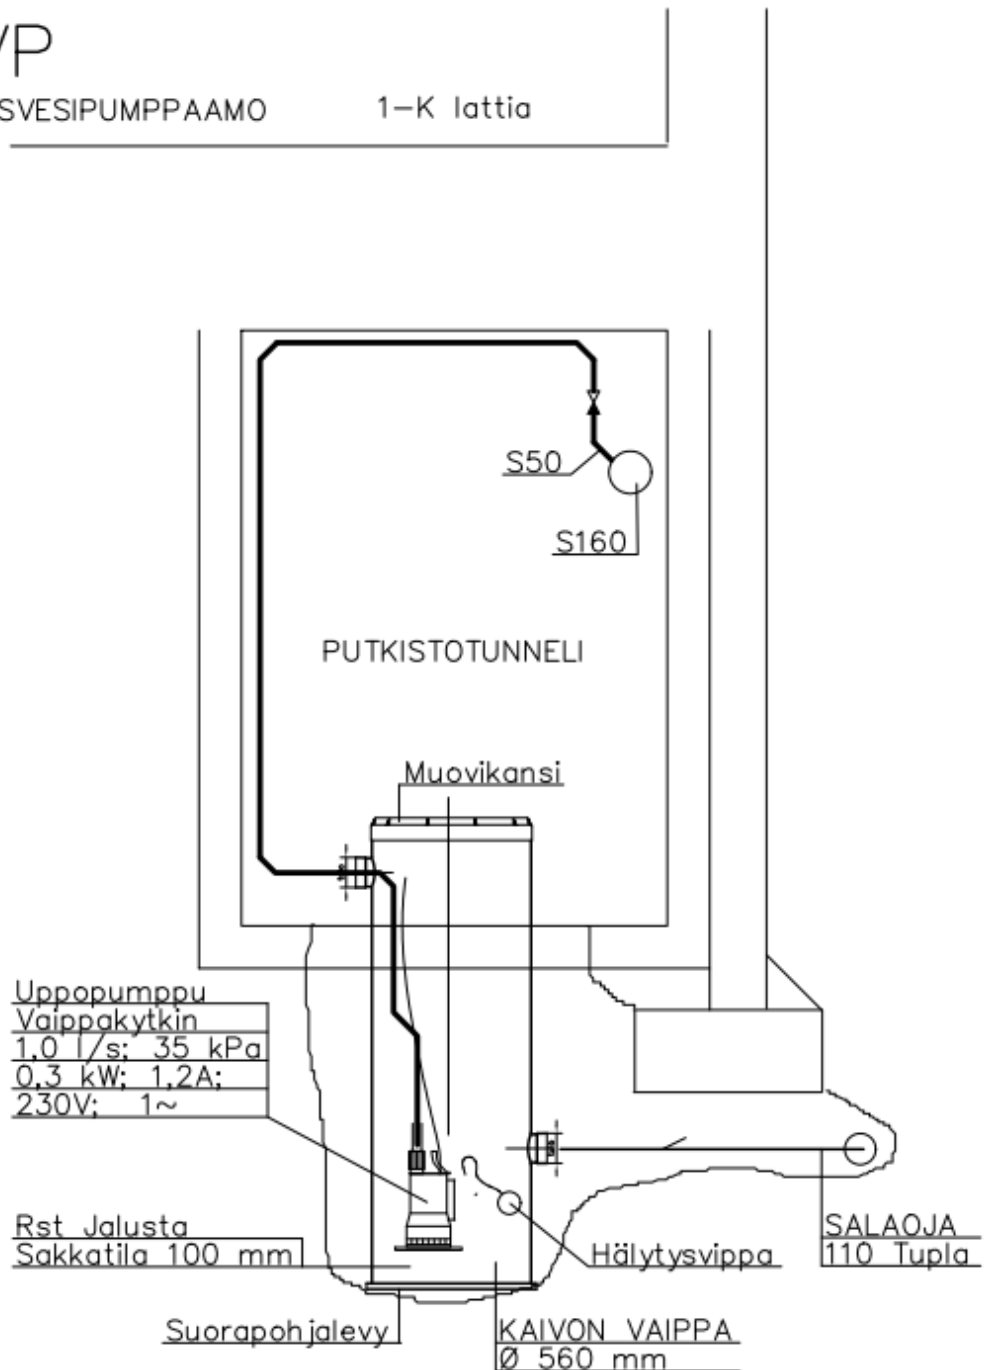 VP
SVESIPUMPPAAMO 1-K lattia
S50
S160
PUTKISTOTUNNELI
Muovikansi
Uppopumppu
Vaippakytkin
1,0 l/s; 35 kPa
0,3 kW; 1,2A;
230V; 1~
Rst Jalusta
Sakkatila 100 mm
Hälytysvippa
SALAOJA
110 Tupla
Suorapohjalevy
KAIVON VAIPPA
Ø 560 mm